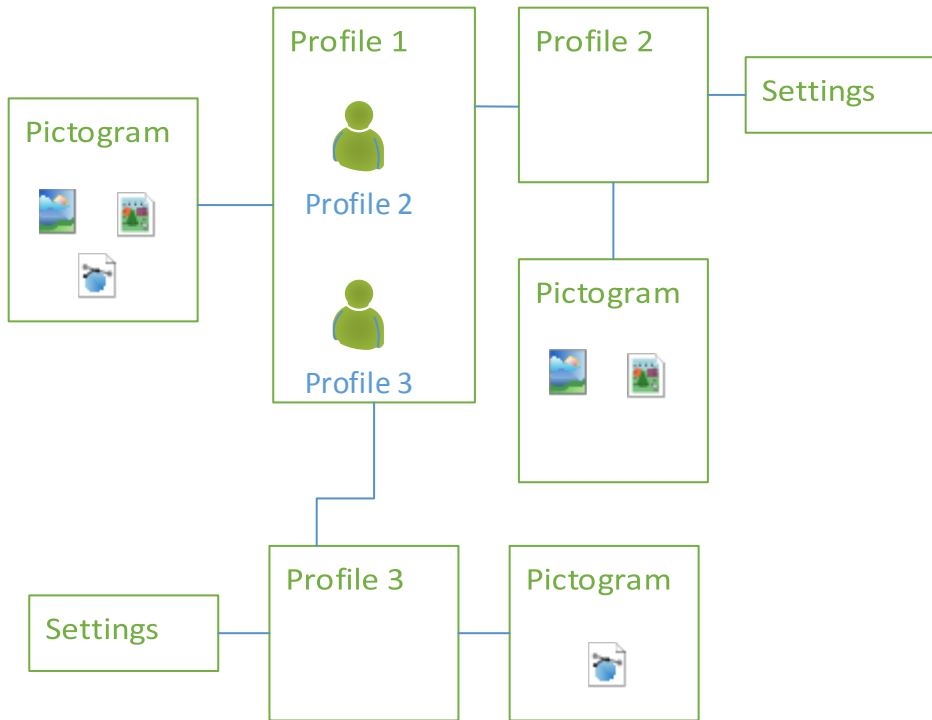 Profile 1
Profile 2
Settings
Pictogram
Profile 2
Pictogram
Profile 3
Profile 3
Pictogram
Settings